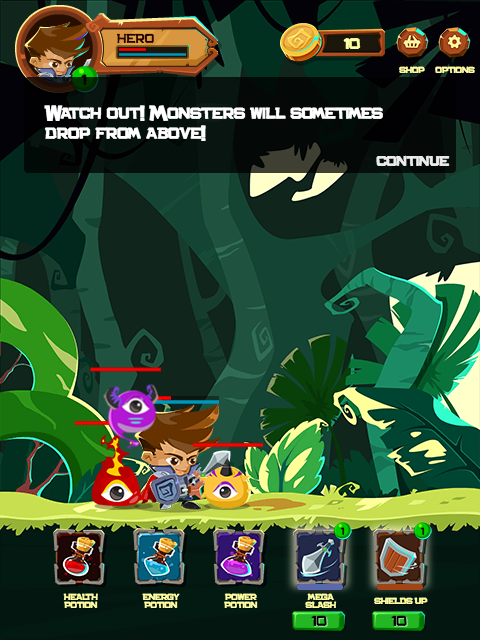 HERO
10
1
SHOP
OPTIONS
WATCH OUT! MONSTERS WILL SOMETIMES
DROP FROM ABOVE!
CONTINUE
1
1
HEALTH
POTION
ENERGY
POTION
POWER
POTION
MEGA
SLASH
SHIELDS UP
10
10